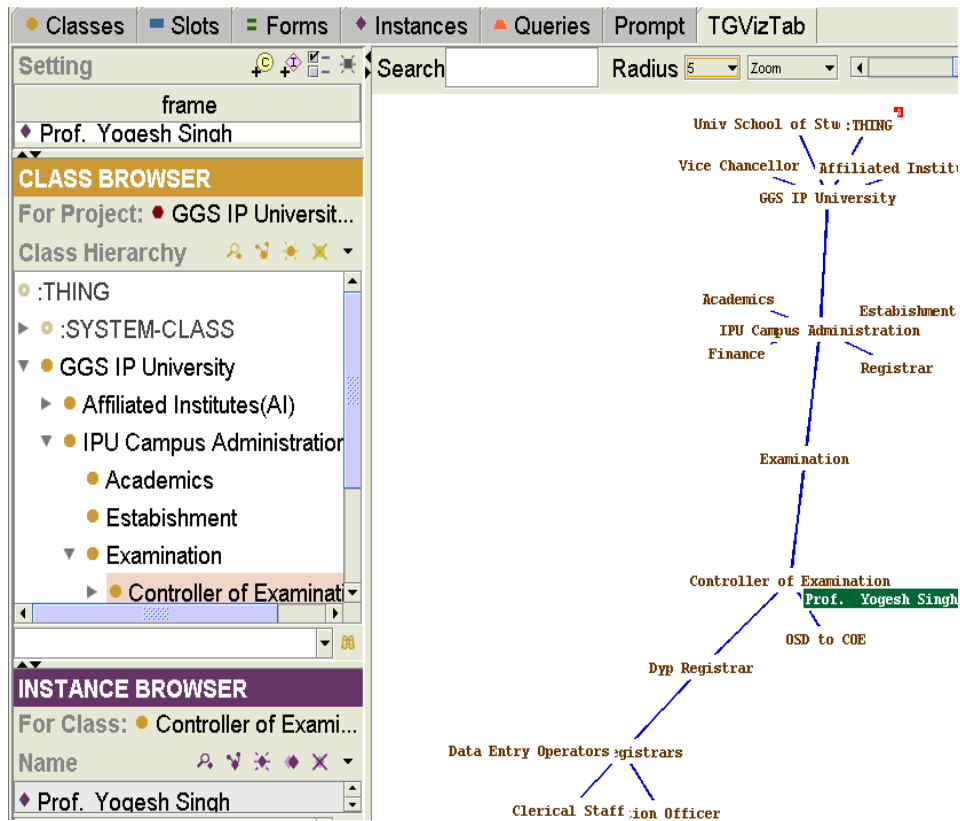 Classes Slots Forms Instances Queries Prompt TGVizTab
Setting
frame
Prof. Yogesh Singh
CLASS BROWSER
For Project: GGS IP Universit...
Class Hierarchy
:THING
:SYSTEM-CLASS
GGS IP University
Affiliated Institutes(AI)
IPU Campus Administration
Academics
Estabishment
Examination
Controller of Examinati
INSTANCE BROWSER
For Class: Controller of Exami...
Name
Prof. Yogesh Singh
Search Radius 5 Zoom
Univ School of Stu :THING
Vice Chancellor Affiliated Institu
GGS IP University
Academics Estabishment
IPU Campus Administration
Finance Registrar
Examination
Controller of Examination
Prof. Yogesh Singh
OSD to COE
Dyp Registrar
Data Entry Operators egistrars
Clerical Staff ion Officer